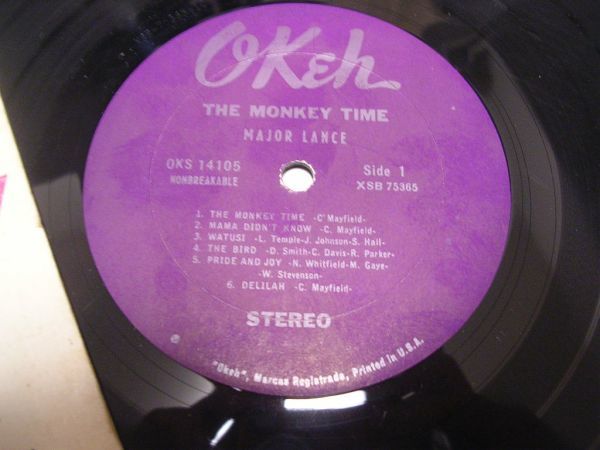 OKeh
THE MONKEY TIME
MAJOR LANCE
OKS 14105
NONBREAKABLE
Side 1
XSB 75365
1. THE MONKEY TIME -C Mayfield-
2. MAMA DIDN'T KNOW -C. Mayfield-
3. WATUSI -L. Temple-J. Johnson-S. Hall-
4. THE BIRD -D. Smith-C. Davis-R. Parker-
5. PRIDE AND JOY -N. Whitfield-M. Gaye-
-W. Stevenson-
6. DELILAH -C. Mayfield-
STEREO
"Okeh", Marcas Registrada, Printed in U.S.A.